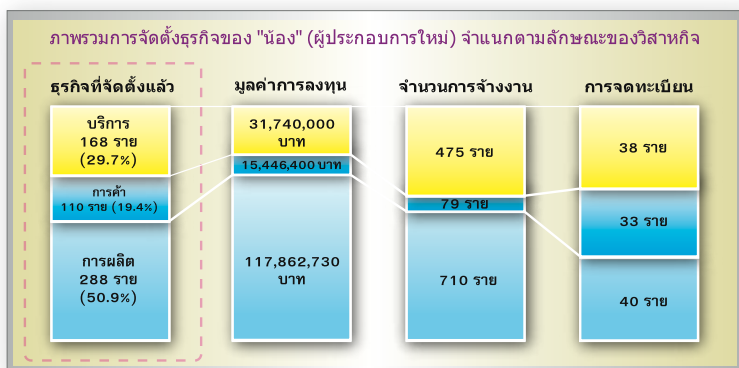 ภาพรวมการจัดตั้งธุรกิจของ "น้อง" (ผู้ประกอบการใหม่) จำแนกตามลักษณะของวิสาหกิจ
ธุรกิจที่จัดตั้งแล้ว
บริการ
168 ราย
(29.7%)
การค้า
110 ราย (19.4%)
การผลิต
288 ราย
(50.9%)
มูลค่าการลงทุน
31,740,000
บาท
15,446,400 บาท
117,862,730
บาท
จำนวนการจ้างงาน
475 ราย
79 ราย
710 ราย
การจดทะเบียน
38 ราย
33 ราย
40 ราย